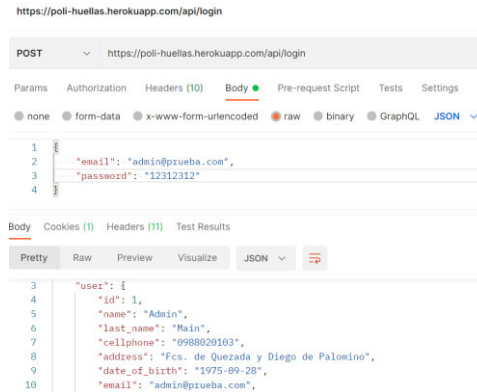 https://poli-huellas.herokuapp.com/api/login
POST https://poli-huellas.herokuapp.com/api/login
Params Authorization Headers (10) Body Pre-request Script Tests Settings
none form-data x-www-form-urlencoded raw binary GraphQL JSON
1 {
2 "email": "admin@prueba.com",
3 "password": "12312312"
4 }
Body Cookies (1) Headers (11) Test Results
Pretty Raw Preview Visualize JSON
3 "user": {
4 "id": 1,
5 "name": "Admin",
6 "last_name": "Main",
7 "cellphone": "0988020103",
8 "address": "Fcs. de Quezada y Diego de Palomino",
9 "date_of_birth": "1975-09-28",
10 "email": "admin@prueba.com",